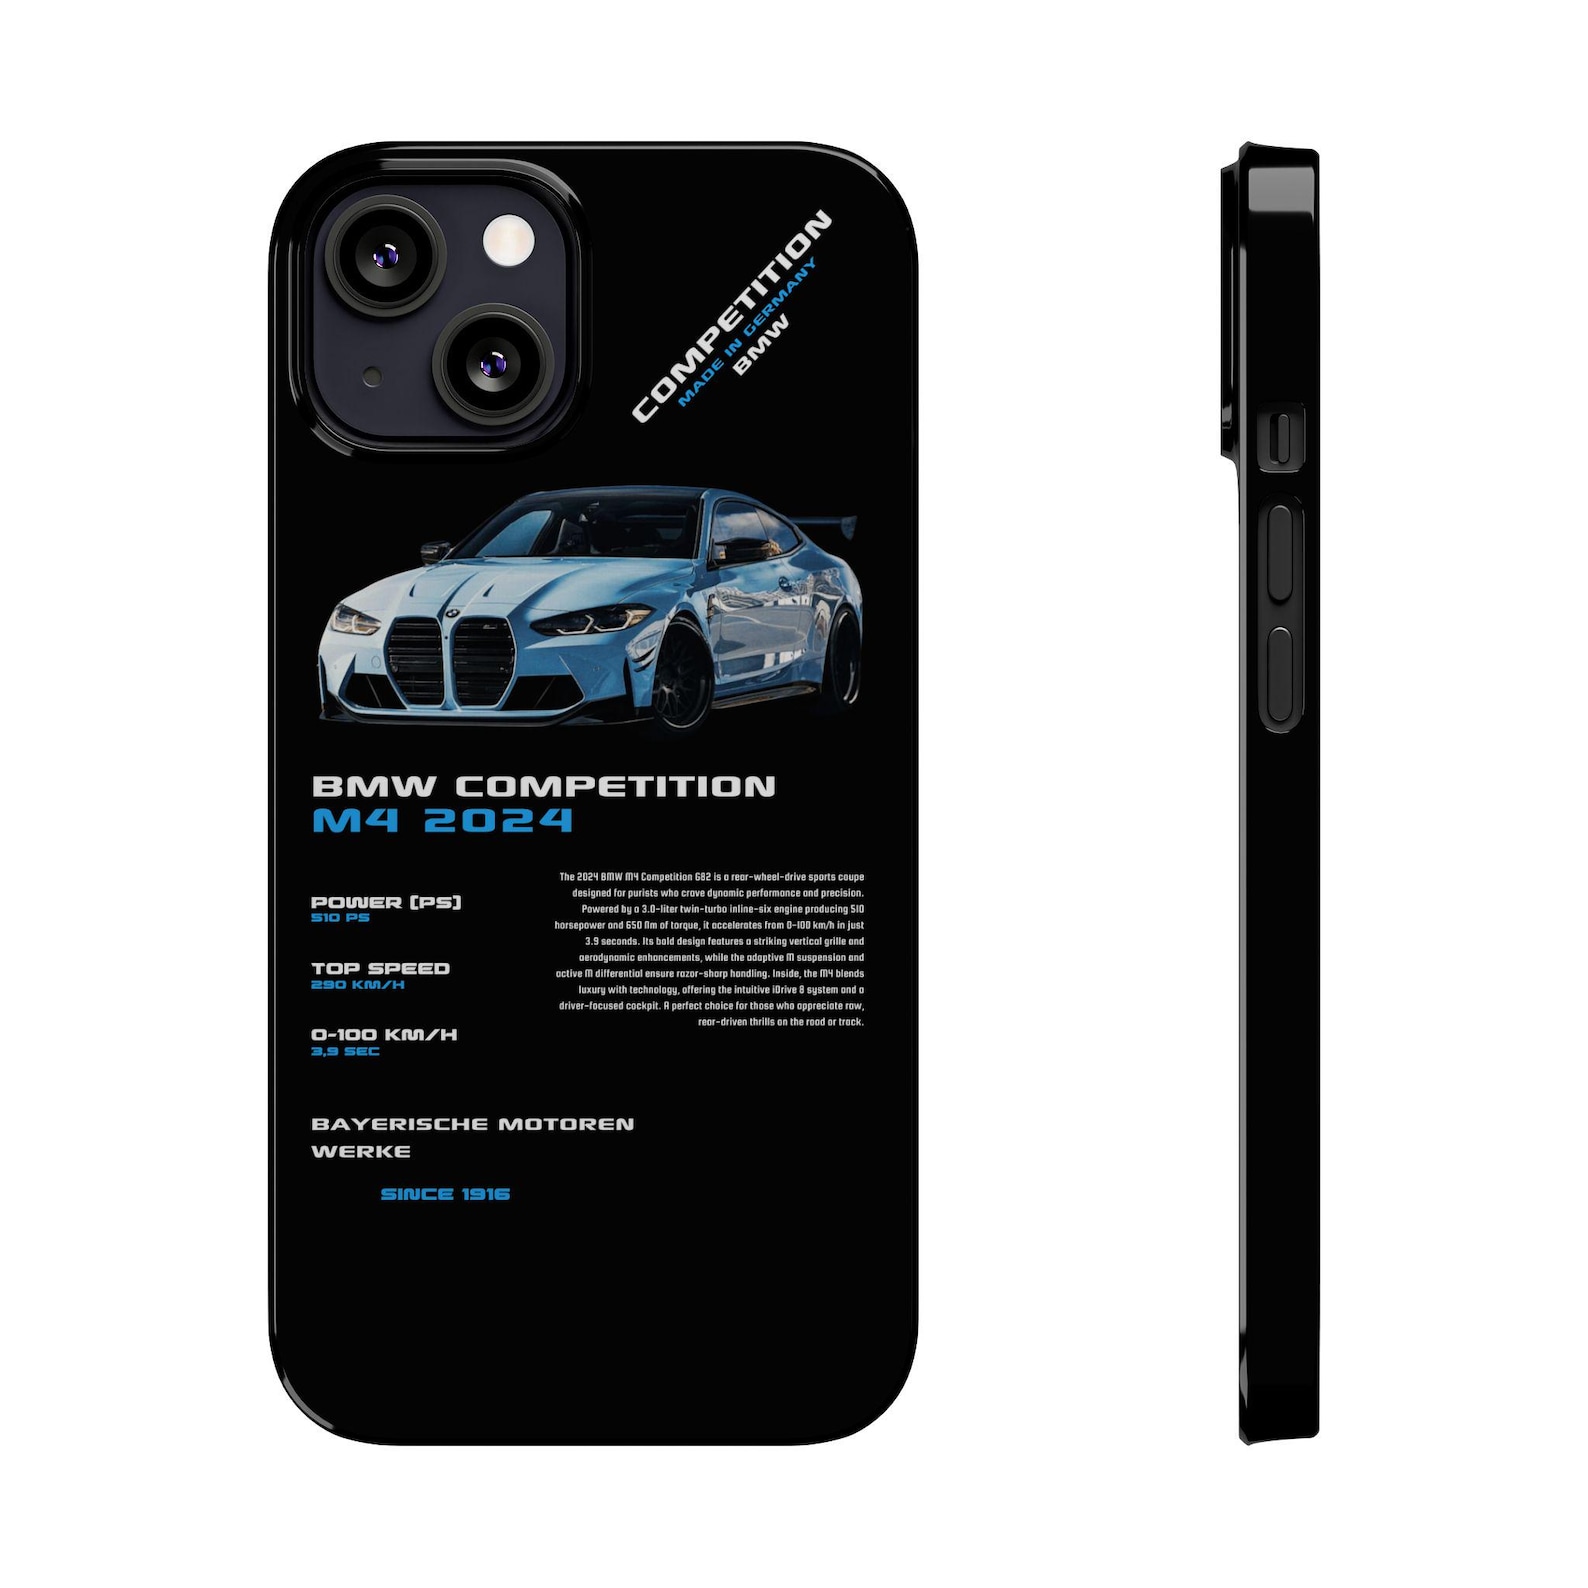 COMPETITION
MADE IN GERMANY
BMW
BMW COMPETITION
M4 2024
POWER (PS)
510 PS
TOP SPEED
290 KM/H
0-100 KM/H
3,9 SEC
The 2024 BMW M4 Competition G82 is a rear-wheel-drive sports coupe
designed for purists who crave dynamic performance and precision.
Powered by a 3.0-liter twin-turbo inline-six engine producing 510
horsepower and 650 Nm of torque, it accelerates from 0-100 km/h in just
3.9 seconds. Its bold design features a striking vertical grille and
aerodynamic enhancements, while the adaptive M suspension and
active M differential ensure razor-sharp handling. Inside, the M4 blends
luxury with technology, offering the intuitive iDrive 8 system and a
driver-focused cockpit. A perfect choice for those who appreciate raw,
rear-driven thrills on the road or track.
BAYERISCHE MOTOREN
WERKE
SINCE 1916